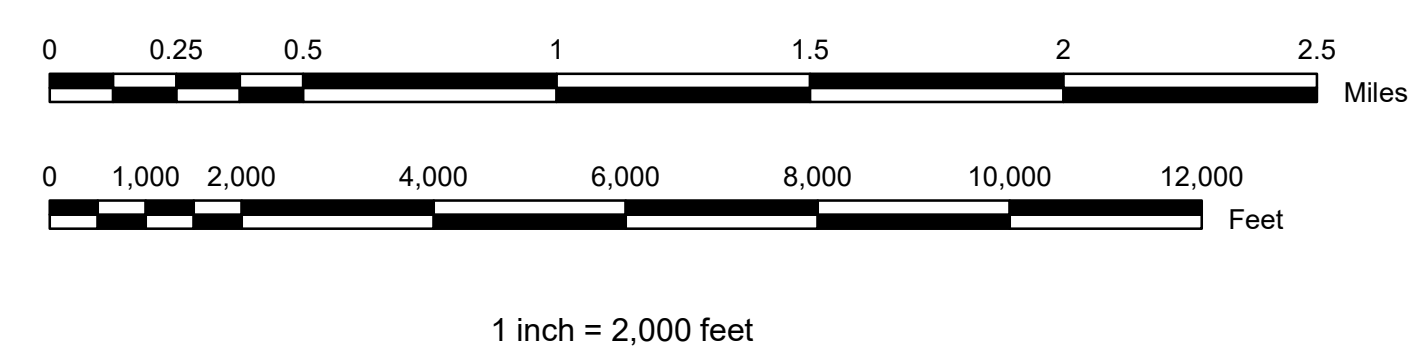 0 0.25 0.5 1 1.5 2 2.5
Miles
0 1,000 2,000 4,000 6,000 8,000 10,000 12,000
Feet
1 inch = 2,000 feet